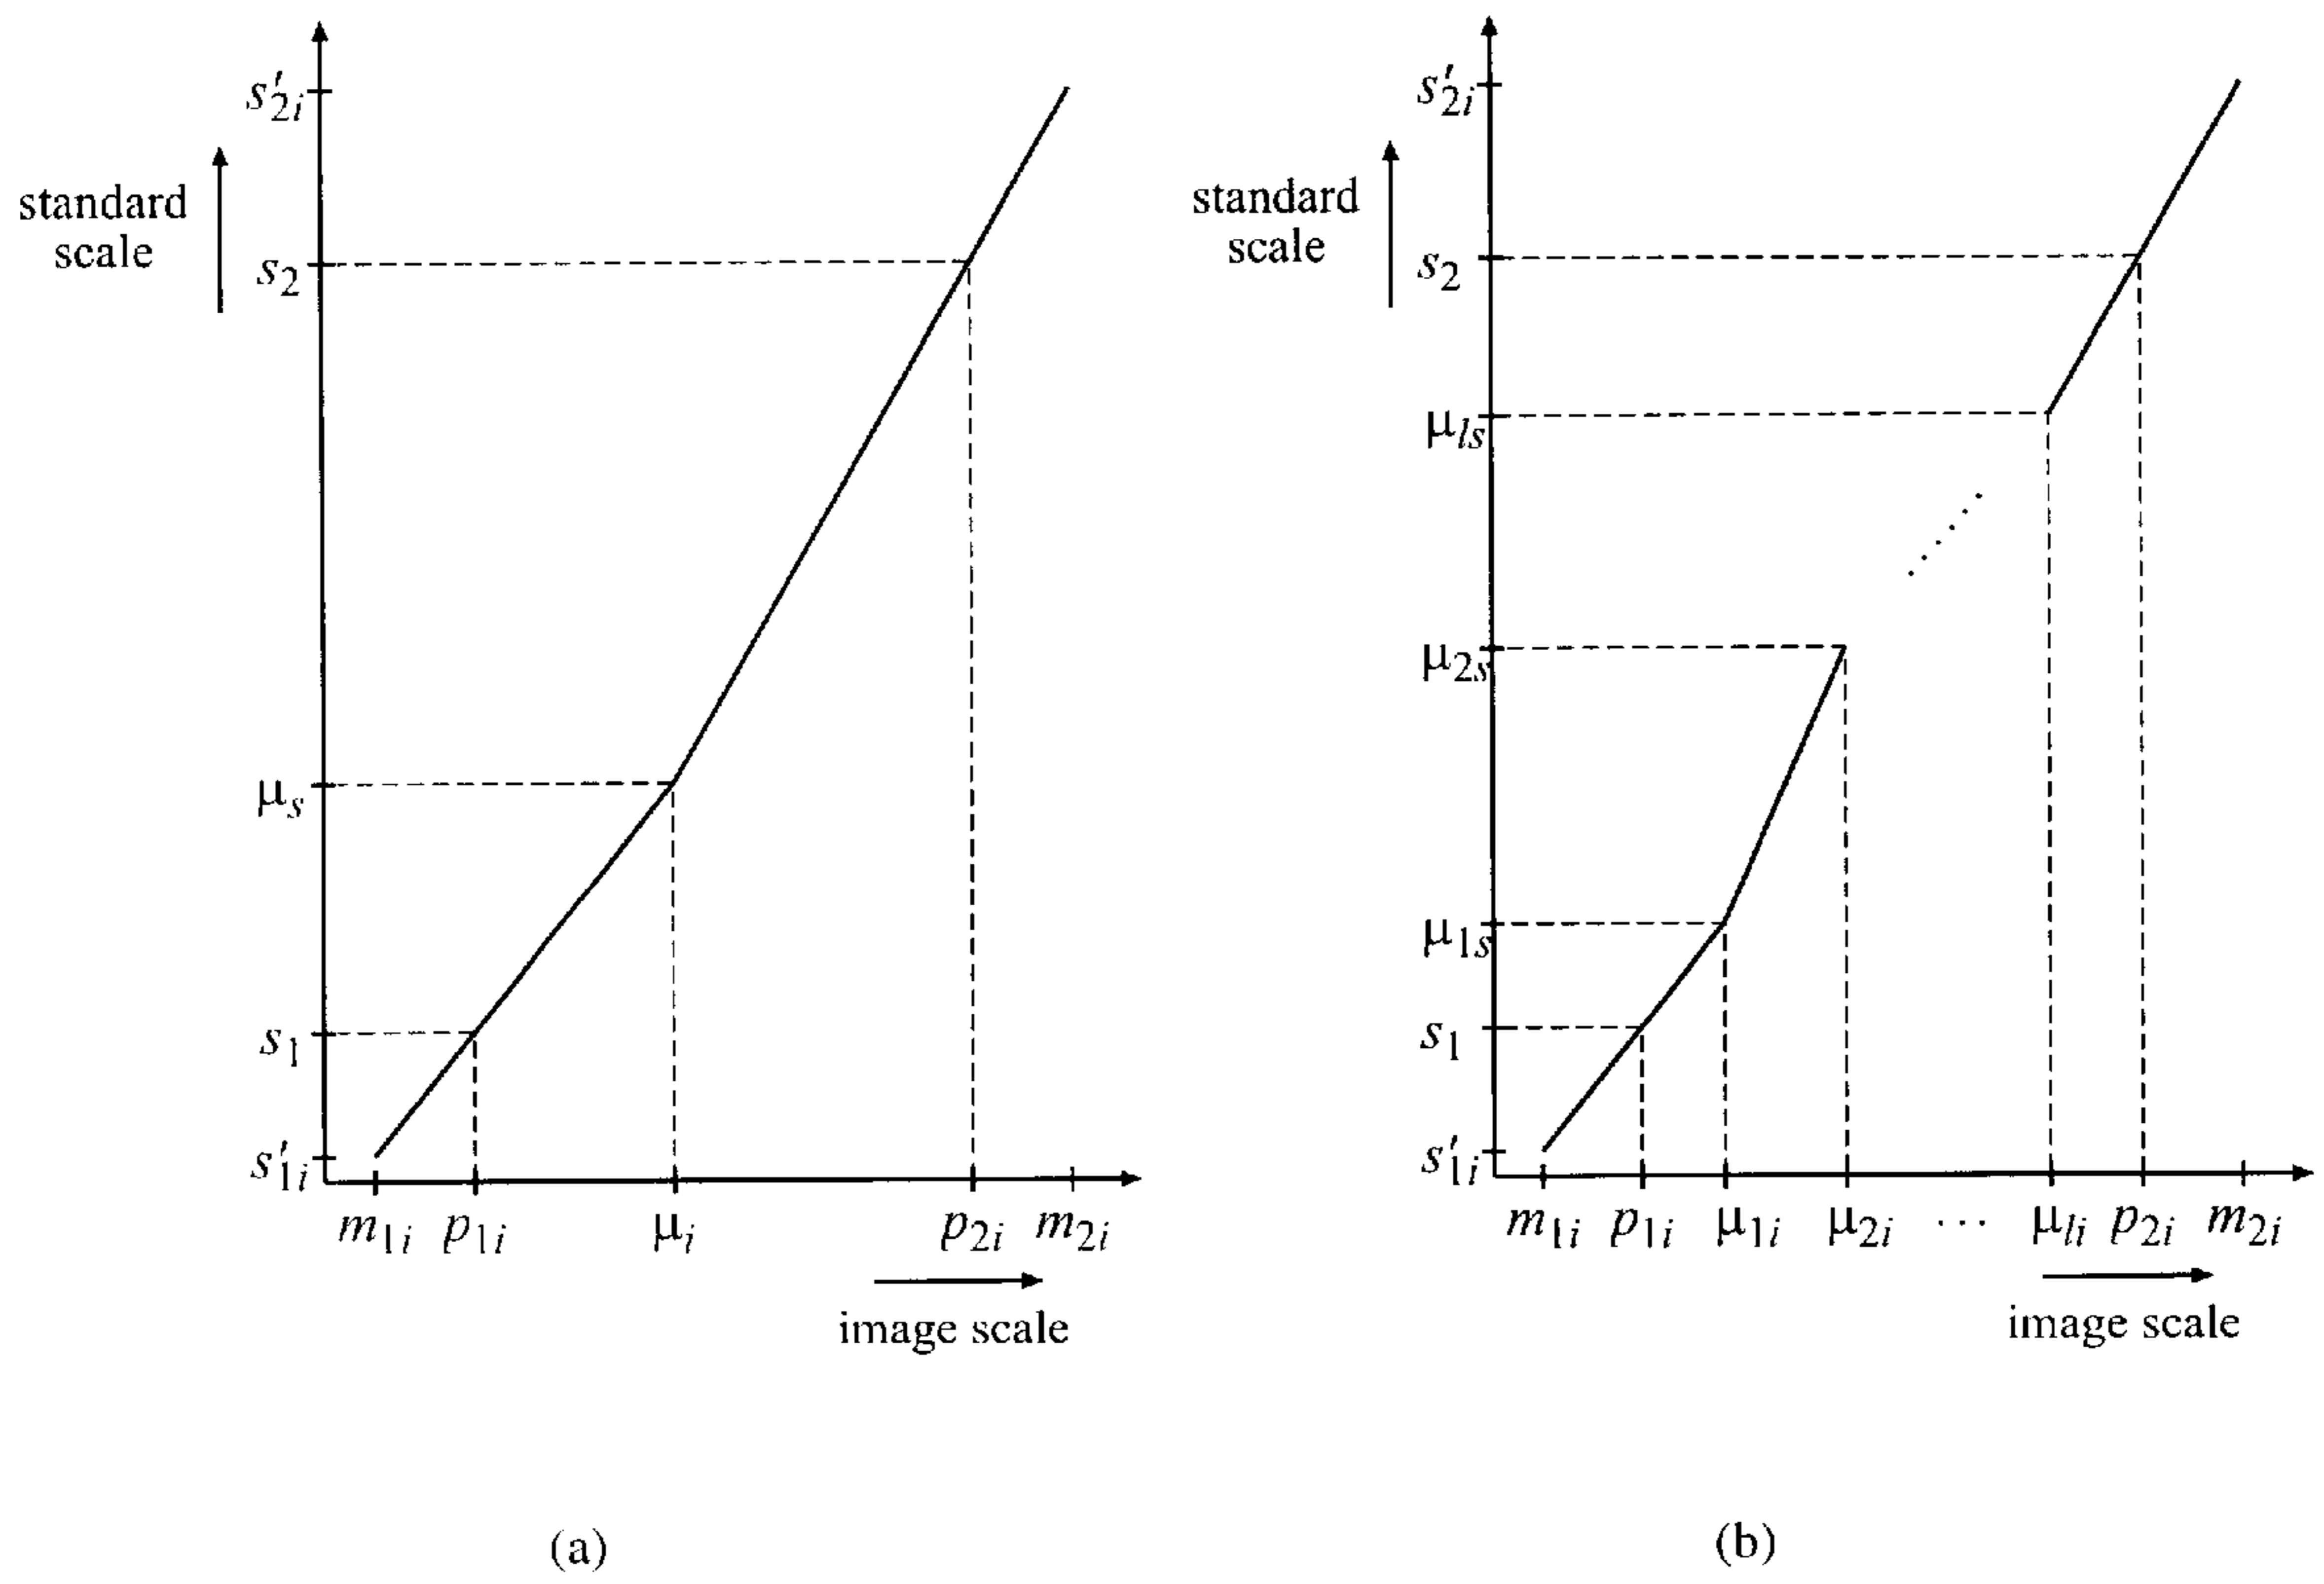 s′2i
standard
scale
s2
μs
s1
s′1i
m1i p1i μi p2i m2i
image scale
(a)
s′2i
standard
scale
s2
μls
μ2s
μ1s
s1
s′1i
m1i p1i μ1i μ2i ··· μli p2i m2i
image scale
(b)